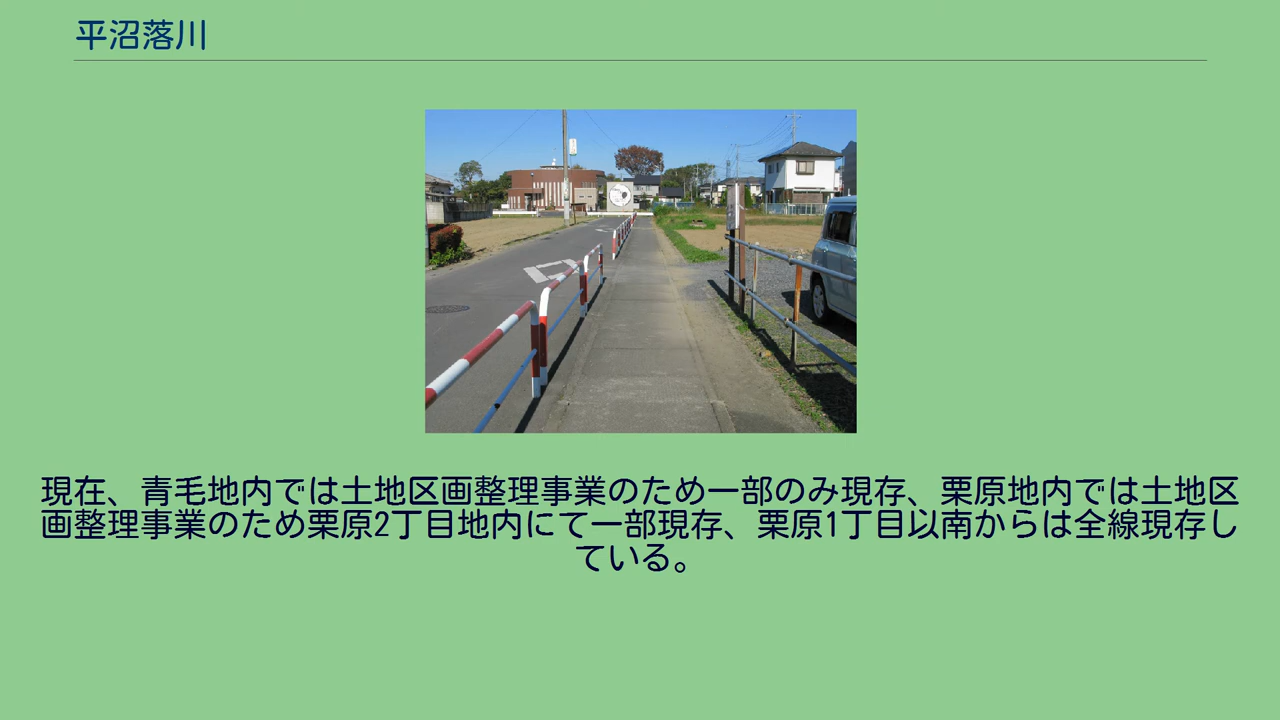 平沼落川
現在、青毛地内では土地区画整理事業のため一部のみ現存、栗原地内では土地区
画整理事業のため栗原2丁目地内にて一部現存、栗原1丁目以南からは全線現存し
ている。